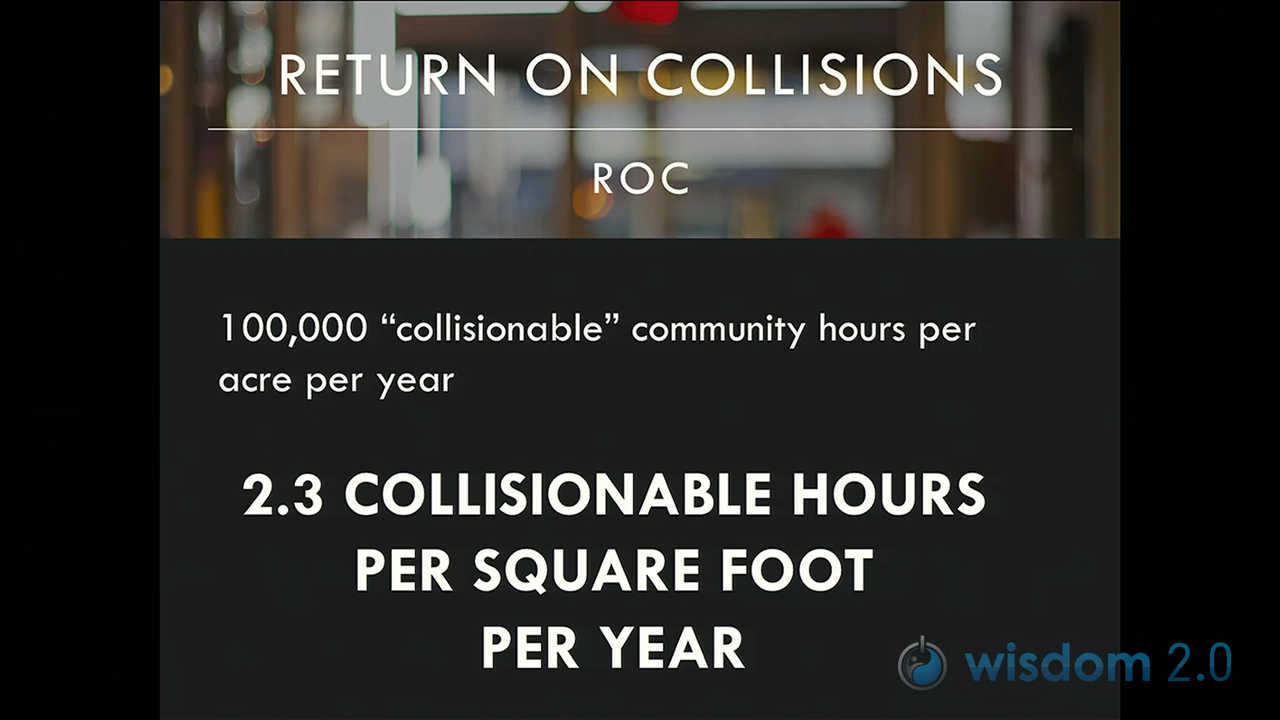 RETURN ON COLLISIONS
ROC
100,000 “collisionable” community hours per
acre per year
2.3 COLLISIONABLE HOURS
PER SQUARE FOOT
PER YEAR
wisdom 2.0